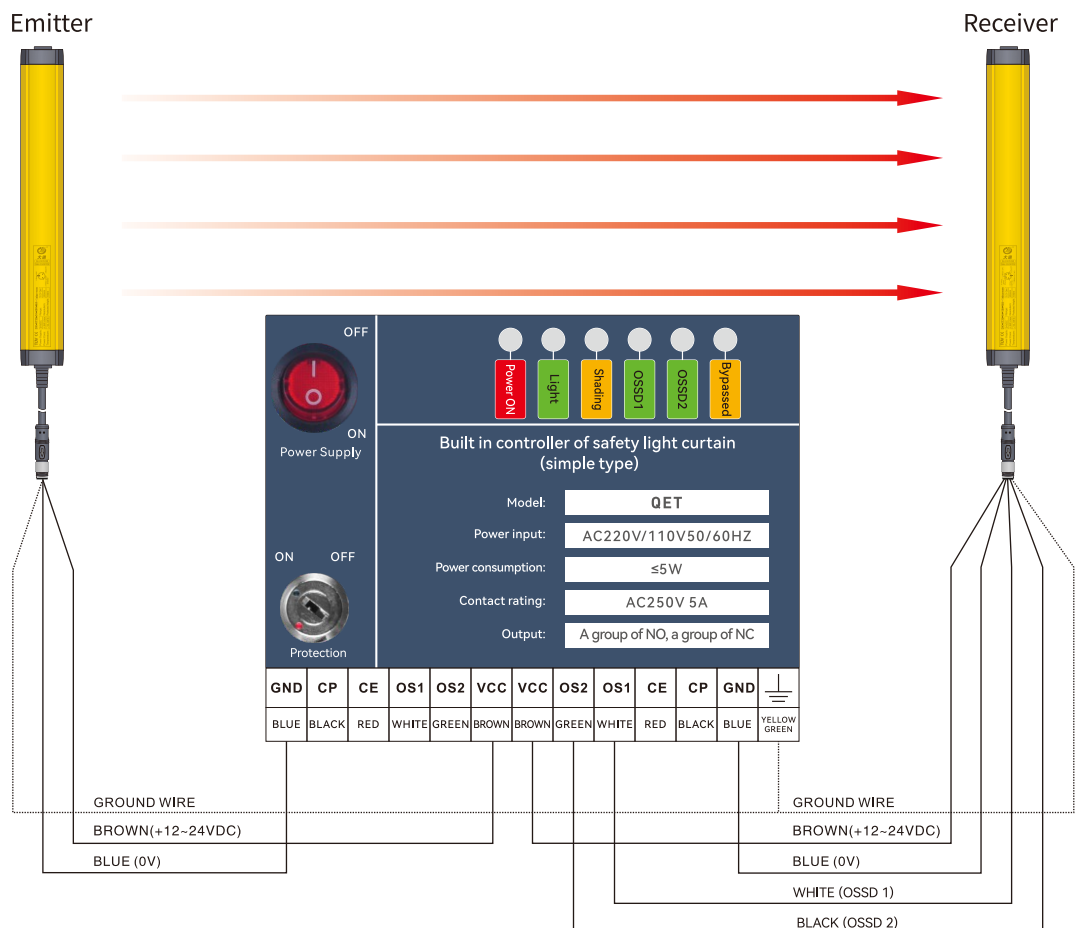 Emitter
Receiver
OFF
ON
Power Supply
Power ON
Light
Shading
OSSD1
OSSD2
Bypassed
Built in controller of safety light curtain
(simple type)
Model: QET
Power input: AC220V/110V50/60HZ
Power consumption: ≤5W
Contact rating: AC250V 5A
Output: A group of NO, a group of NC
ON OFF
Protection
GND CP CE OS1 OS2 VCC VCC OS2 OS1 CE CP GND
BLUE BLACK RED WHITE GREEN BROWN BROWN GREEN WHITE RED BLACK BLUE YELLOW GREEN
GROUND WIRE
BROWN(+12~24VDC)
BLUE (0V)
GROUND WIRE
BROWN(+12~24VDC)
BLUE (0V)
WHITE (OSSD 1)
BLACK (OSSD 2)